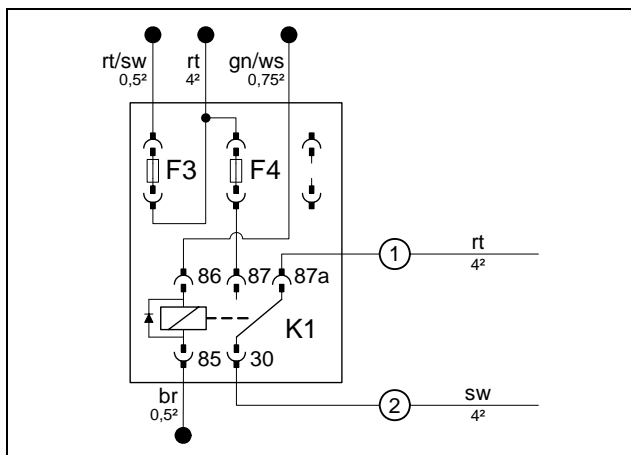 rt/sw rt gn/ws
0,5² 4² 0,75²
F3 F4
1 rt
4²
86 87 87a
K1
85 30
br
0,5²
2 sw
4²